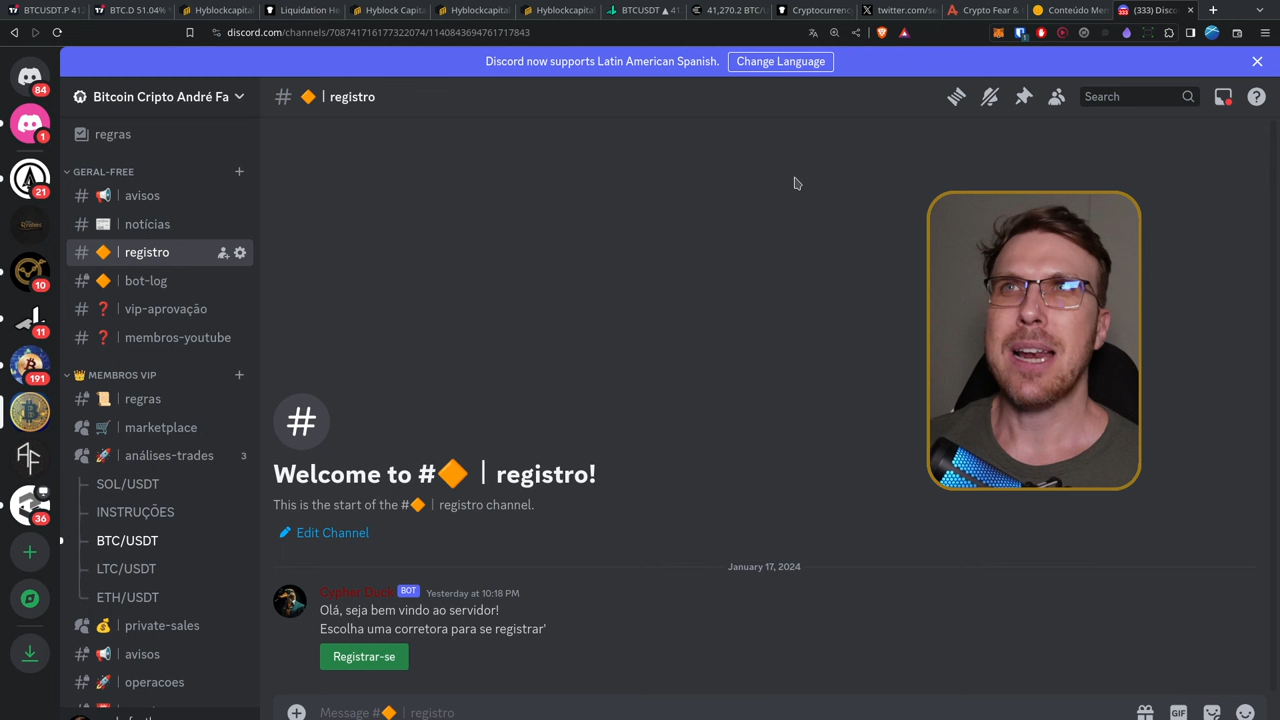 BTCUSDT.P 41
BTC.D 51.04%
Hyblockcapital
Liquidation He
Hyblock Capit
Hyblockcapital
Hyblockcapital
BTCUSDT ▲ 41
41,270.2 BTC/U
Cryptocurrenc
twitter.com/se
Crypto Fear &
Conteúdo Mem
(333) Discord
discord.com/channels/708741716177322074/1140843694761717843
Discord now supports Latin American Spanish.
Change Language
Bitcoin Cripto André Fa
# 🔶 | registro
Search
regras
GERAL-FREE
# 📢 | avisos
# 📰 | notícias
# 🔶 | registro
# 🔶 | bot-log
# ❓ | vip-aprovação
# ❓ | membros-youtube
👑 MEMBROS VIP
# 📜 | regras
🛒 | marketplace
🚀 | análises-trades 3
SOL/USDT
INSTRUÇÕES
BTC/USDT
LTC/USDT
ETH/USDT
💰 | private-sales
# 📢 | avisos
# 🚀 | operacoes
84
1
21
10
11
191
36
#
Welcome to #🔶 | registro!
This is the start of the #🔶 | registro channel.
Edit Channel
January 17, 2024
Cypher Duck BOT Yesterday at 10:18 PM
Olá, seja bem vindo ao servidor!
Escolha uma corretora para se registrar'
Registrar-se
Message #🔶 | registro
GIF